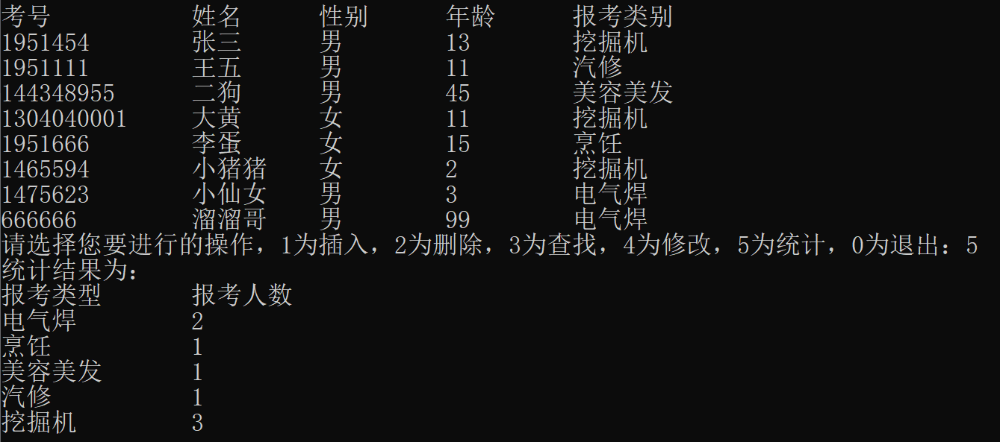 考号 姓名 性别 年龄 报考类别
1951454 张三 男 13 挖掘机
1951111 王五 男 11 汽修
144348955 二狗 男 45 美容美发
1304040001 大黄 女 11 挖掘机
1951666 李蛋 女 15 烹饪
1465594 小猪猪 女 2 挖掘机
1475623 小仙女 男 3 电气焊
666666 溜溜哥 男 99 电气焊
请选择您要进行的操作，1为插入，2为删除，3为查找，4为修改，5为统计，0为退出：5
统计结果为：
报考类型 报考人数
电气焊 2
烹饪 1
美容美发 1
汽修 1
挖掘机 3